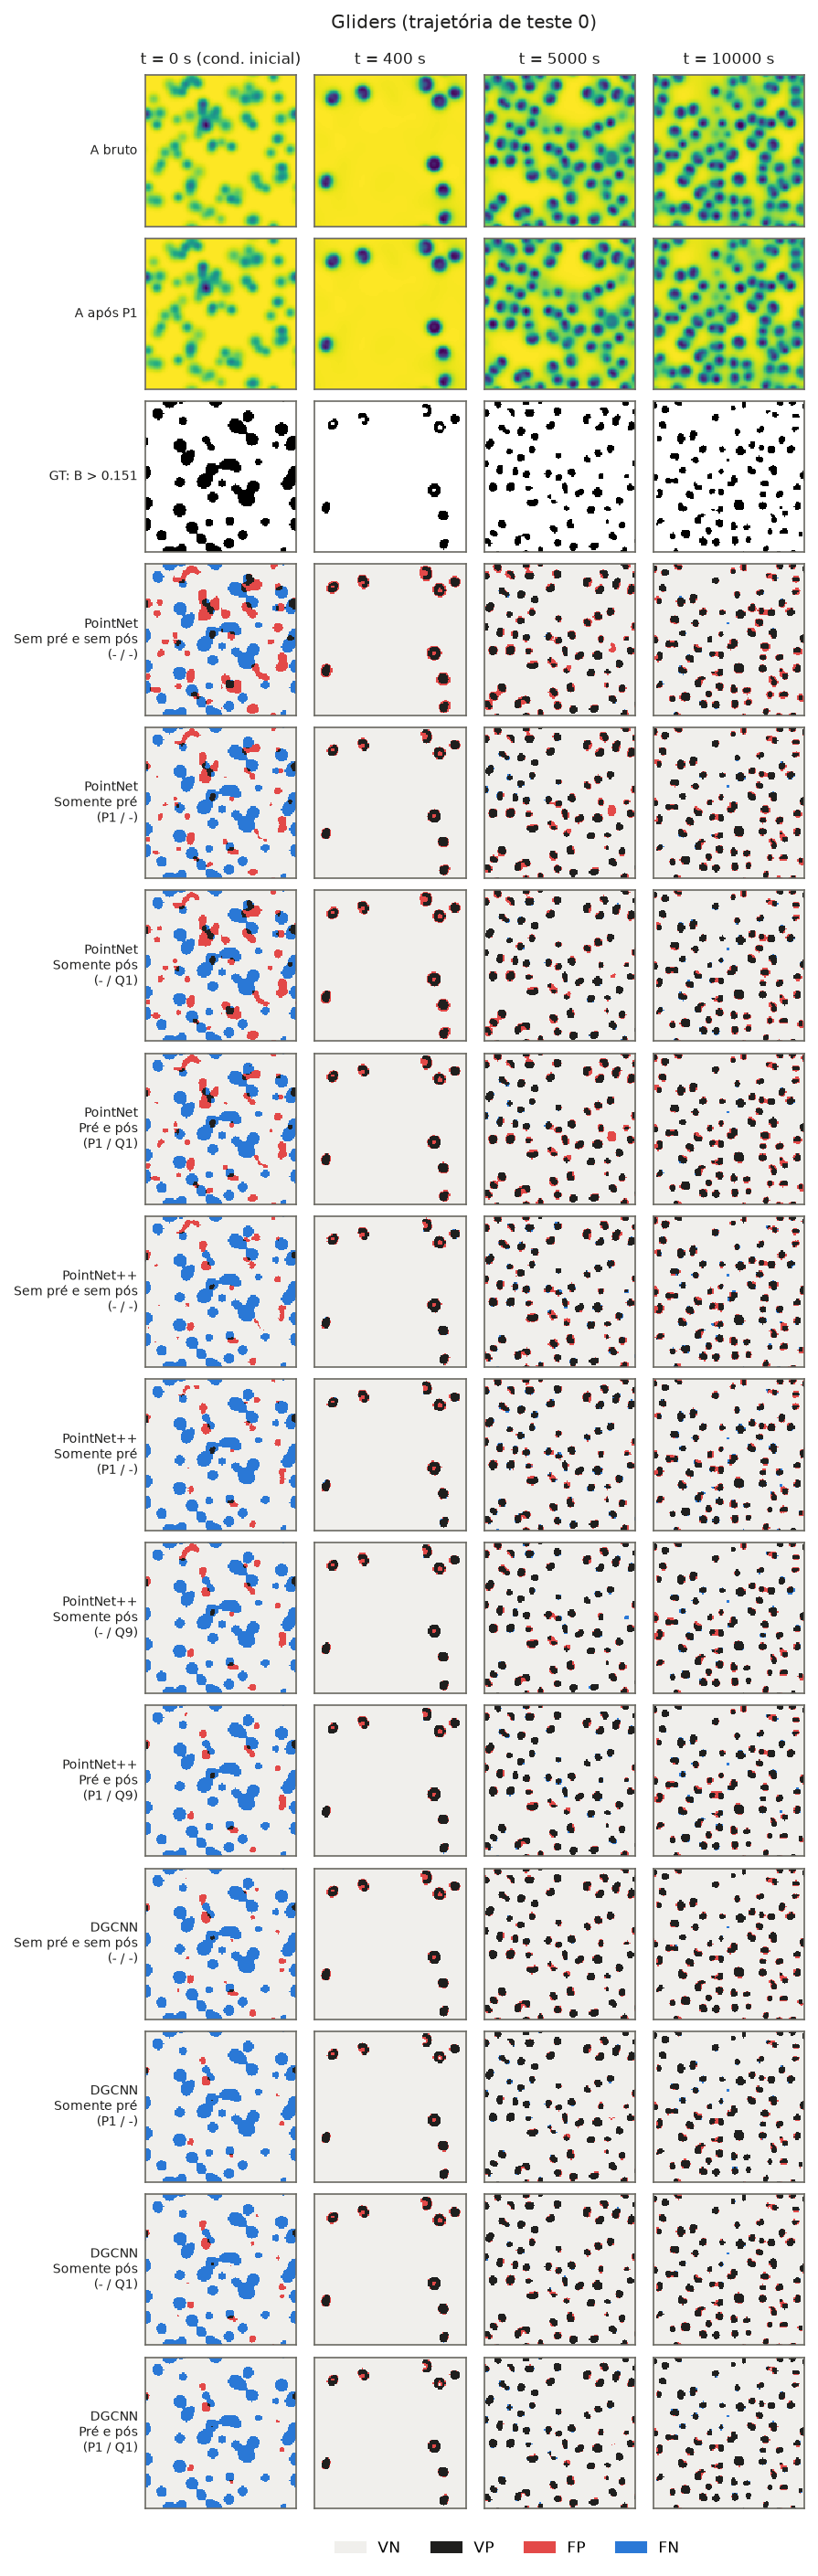 Gliders (trajetória de teste 0)
t = 0 s (cond. inicial)
t = 400 s
t = 5000 s
t = 10000 s
A bruto
A após P1
GT: B > 0.151
PointNet
Sem pré e sem pós
(- / -)
PointNet
Somente pré
(P1 / -)
PointNet
Somente pós
(- / Q1)
PointNet
Pré e pós
(P1 / Q1)
PointNet++
Sem pré e sem pós
(- / -)
PointNet++
Somente pré
(P1 / -)
PointNet++
Somente pós
(- / Q9)
PointNet++
Pré e pós
(P1 / Q9)
DGCNN
Sem pré e sem pós
(- / -)
DGCNN
Somente pré
(P1 / -)
DGCNN
Somente pós
(- / Q1)
DGCNN
Pré e pós
(P1 / Q1)
VN
VP
FP
FN